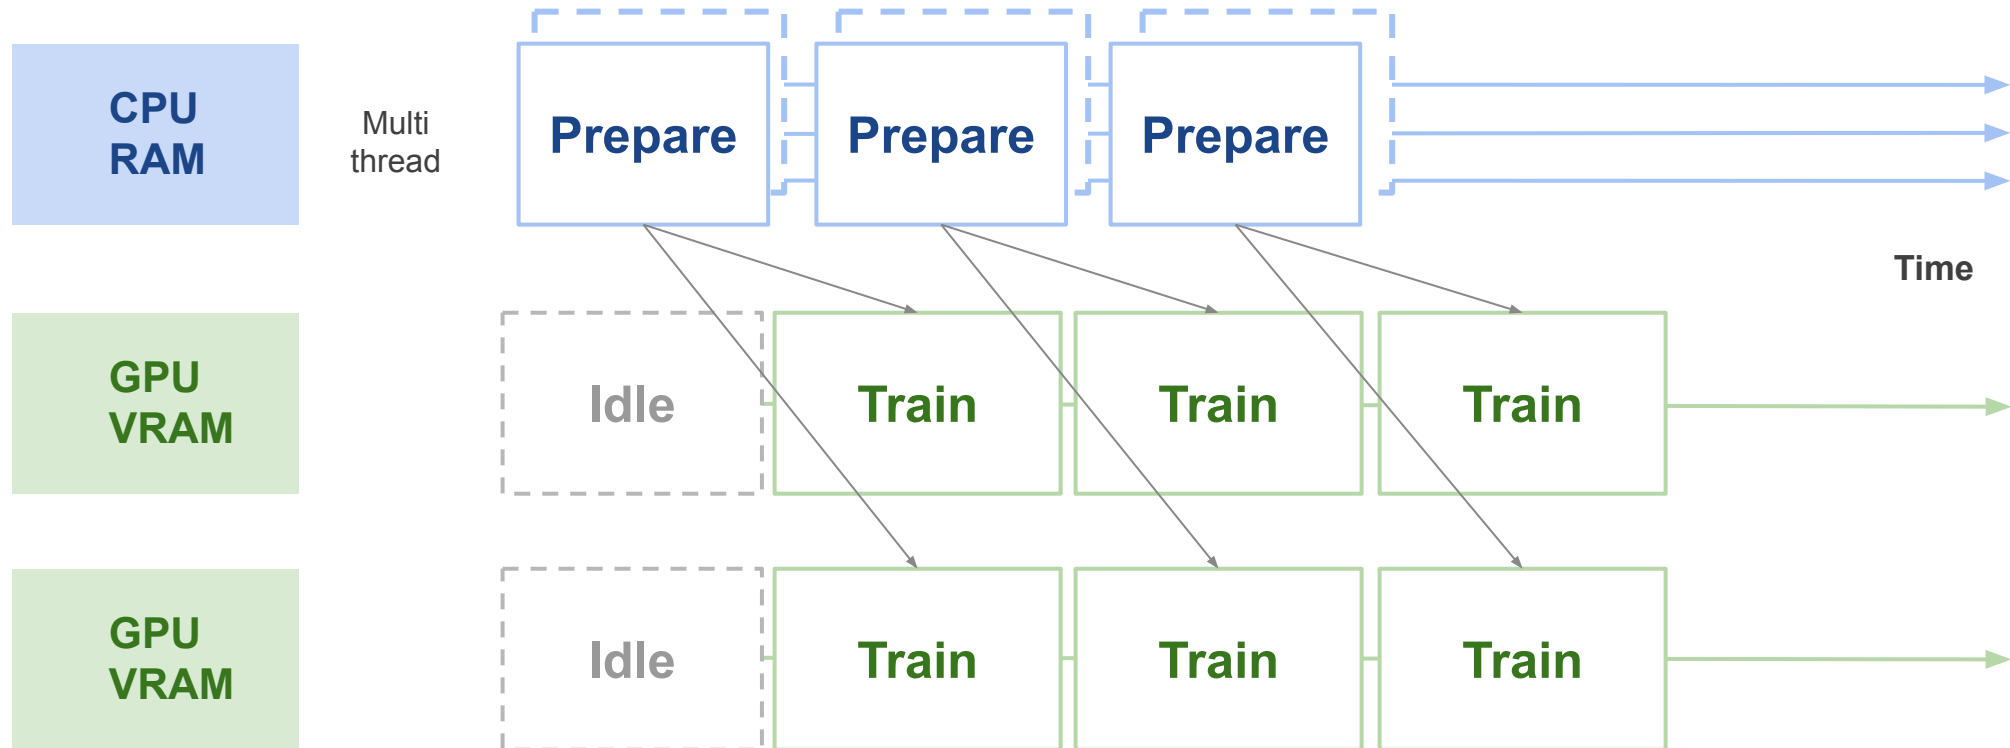 CPU
RAM
Multi
thread
Prepare
Prepare
Prepare
Time
GPU
VRAM
Idle
Train
Train
Train
GPU
VRAM
Idle
Train
Train
Train